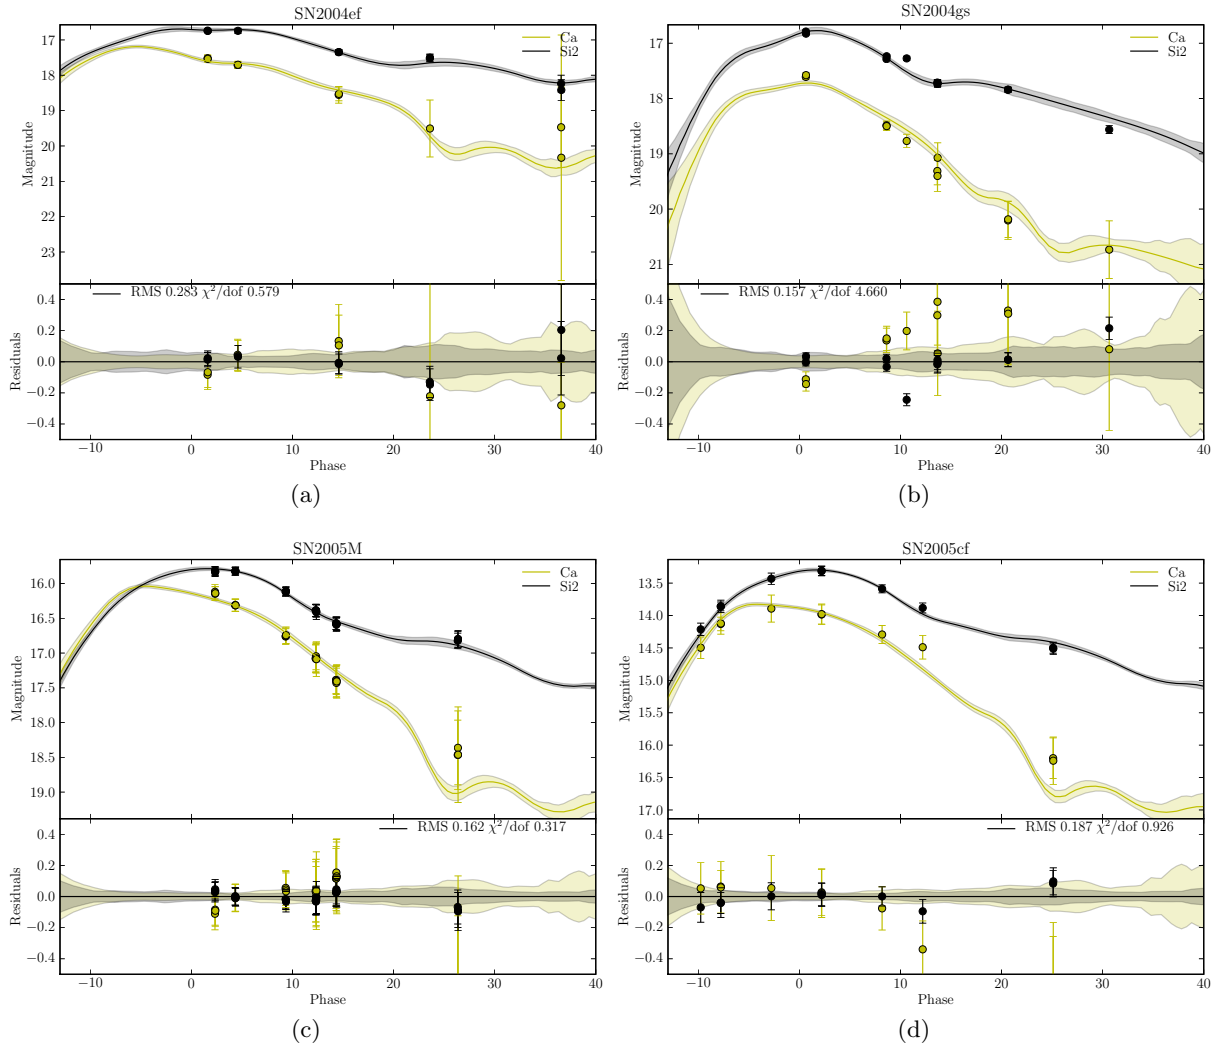 SN2004ef
Ca
Si2
17
18
19
20
21
22
23
Magnitude
RMS 0.283 χ²/dof 0.579
0.4
0.2
0.0
−0.2
−0.4
Residuals
−10 0 10 20 30 40
Phase
(a)
SN2004gs
Ca
Si2
17
18
19
20
21
Magnitude
RMS 0.157 χ²/dof 4.660
0.4
0.2
0.0
−0.2
−0.4
Residuals
−10 0 10 20 30 40
Phase
(b)
SN2005M
Ca
Si2
16.0
16.5
17.0
17.5
18.0
18.5
19.0
Magnitude
RMS 0.162 χ²/dof 0.317
0.4
0.2
0.0
−0.2
−0.4
Residuals
−10 0 10 20 30 40
Phase
(c)
SN2005cf
Ca
Si2
13.5
14.0
14.5
15.0
15.5
16.0
16.5
17.0
Magnitude
RMS 0.187 χ²/dof 0.926
0.4
0.2
0.0
−0.2
−0.4
Residuals
−10 0 10 20 30 40
Phase
(d)